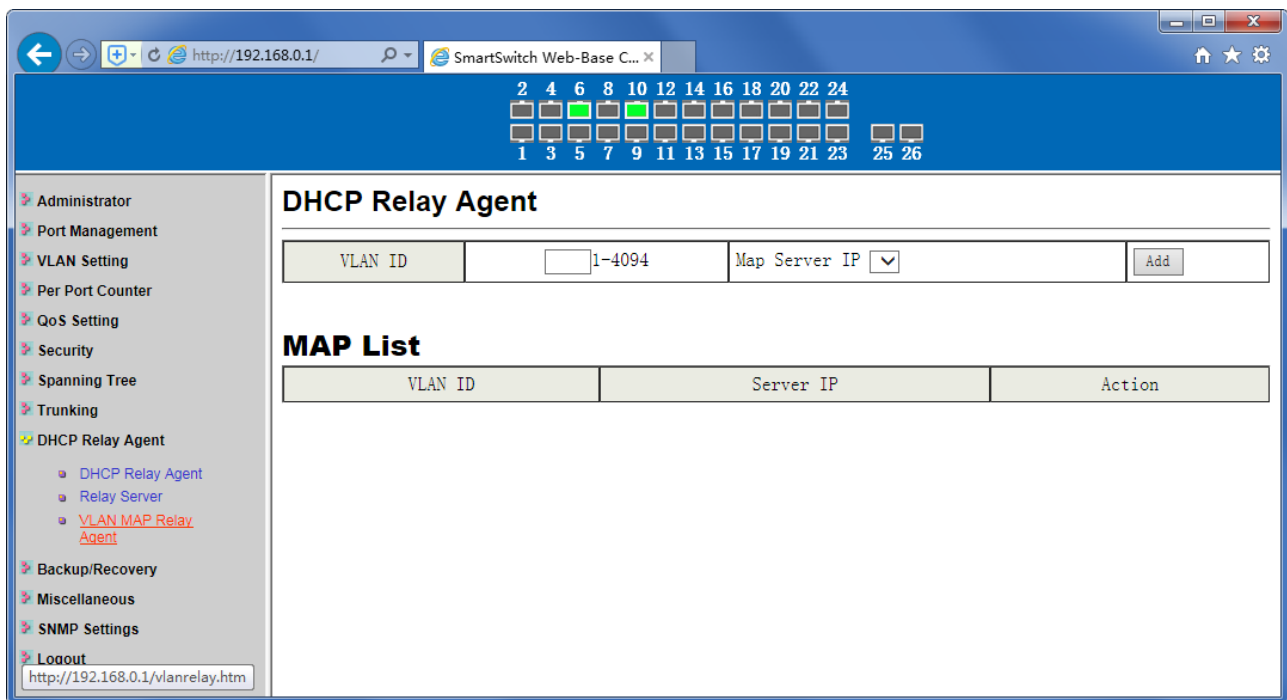 http://192.168.0.1/
SmartSwitch Web-Base C...
2 4 6 8 10 12 14 16 18 20 22 24
1 3 5 7 9 11 13 15 17 19 21 23 25 26
Administrator
Port Management
VLAN Setting
Per Port Counter
QoS Setting
Security
Spanning Tree
Trunking
DHCP Relay Agent
DHCP Relay Agent
Relay Server
VLAN MAP Relay
Agent
Backup/Recovery
Miscellaneous
SNMP Settings
Logout
http://192.168.0.1/vlanrelay.htm
DHCP Relay Agent
VLAN ID 1-4094 Map Server IP Add
MAP List
VLAN ID Server IP Action